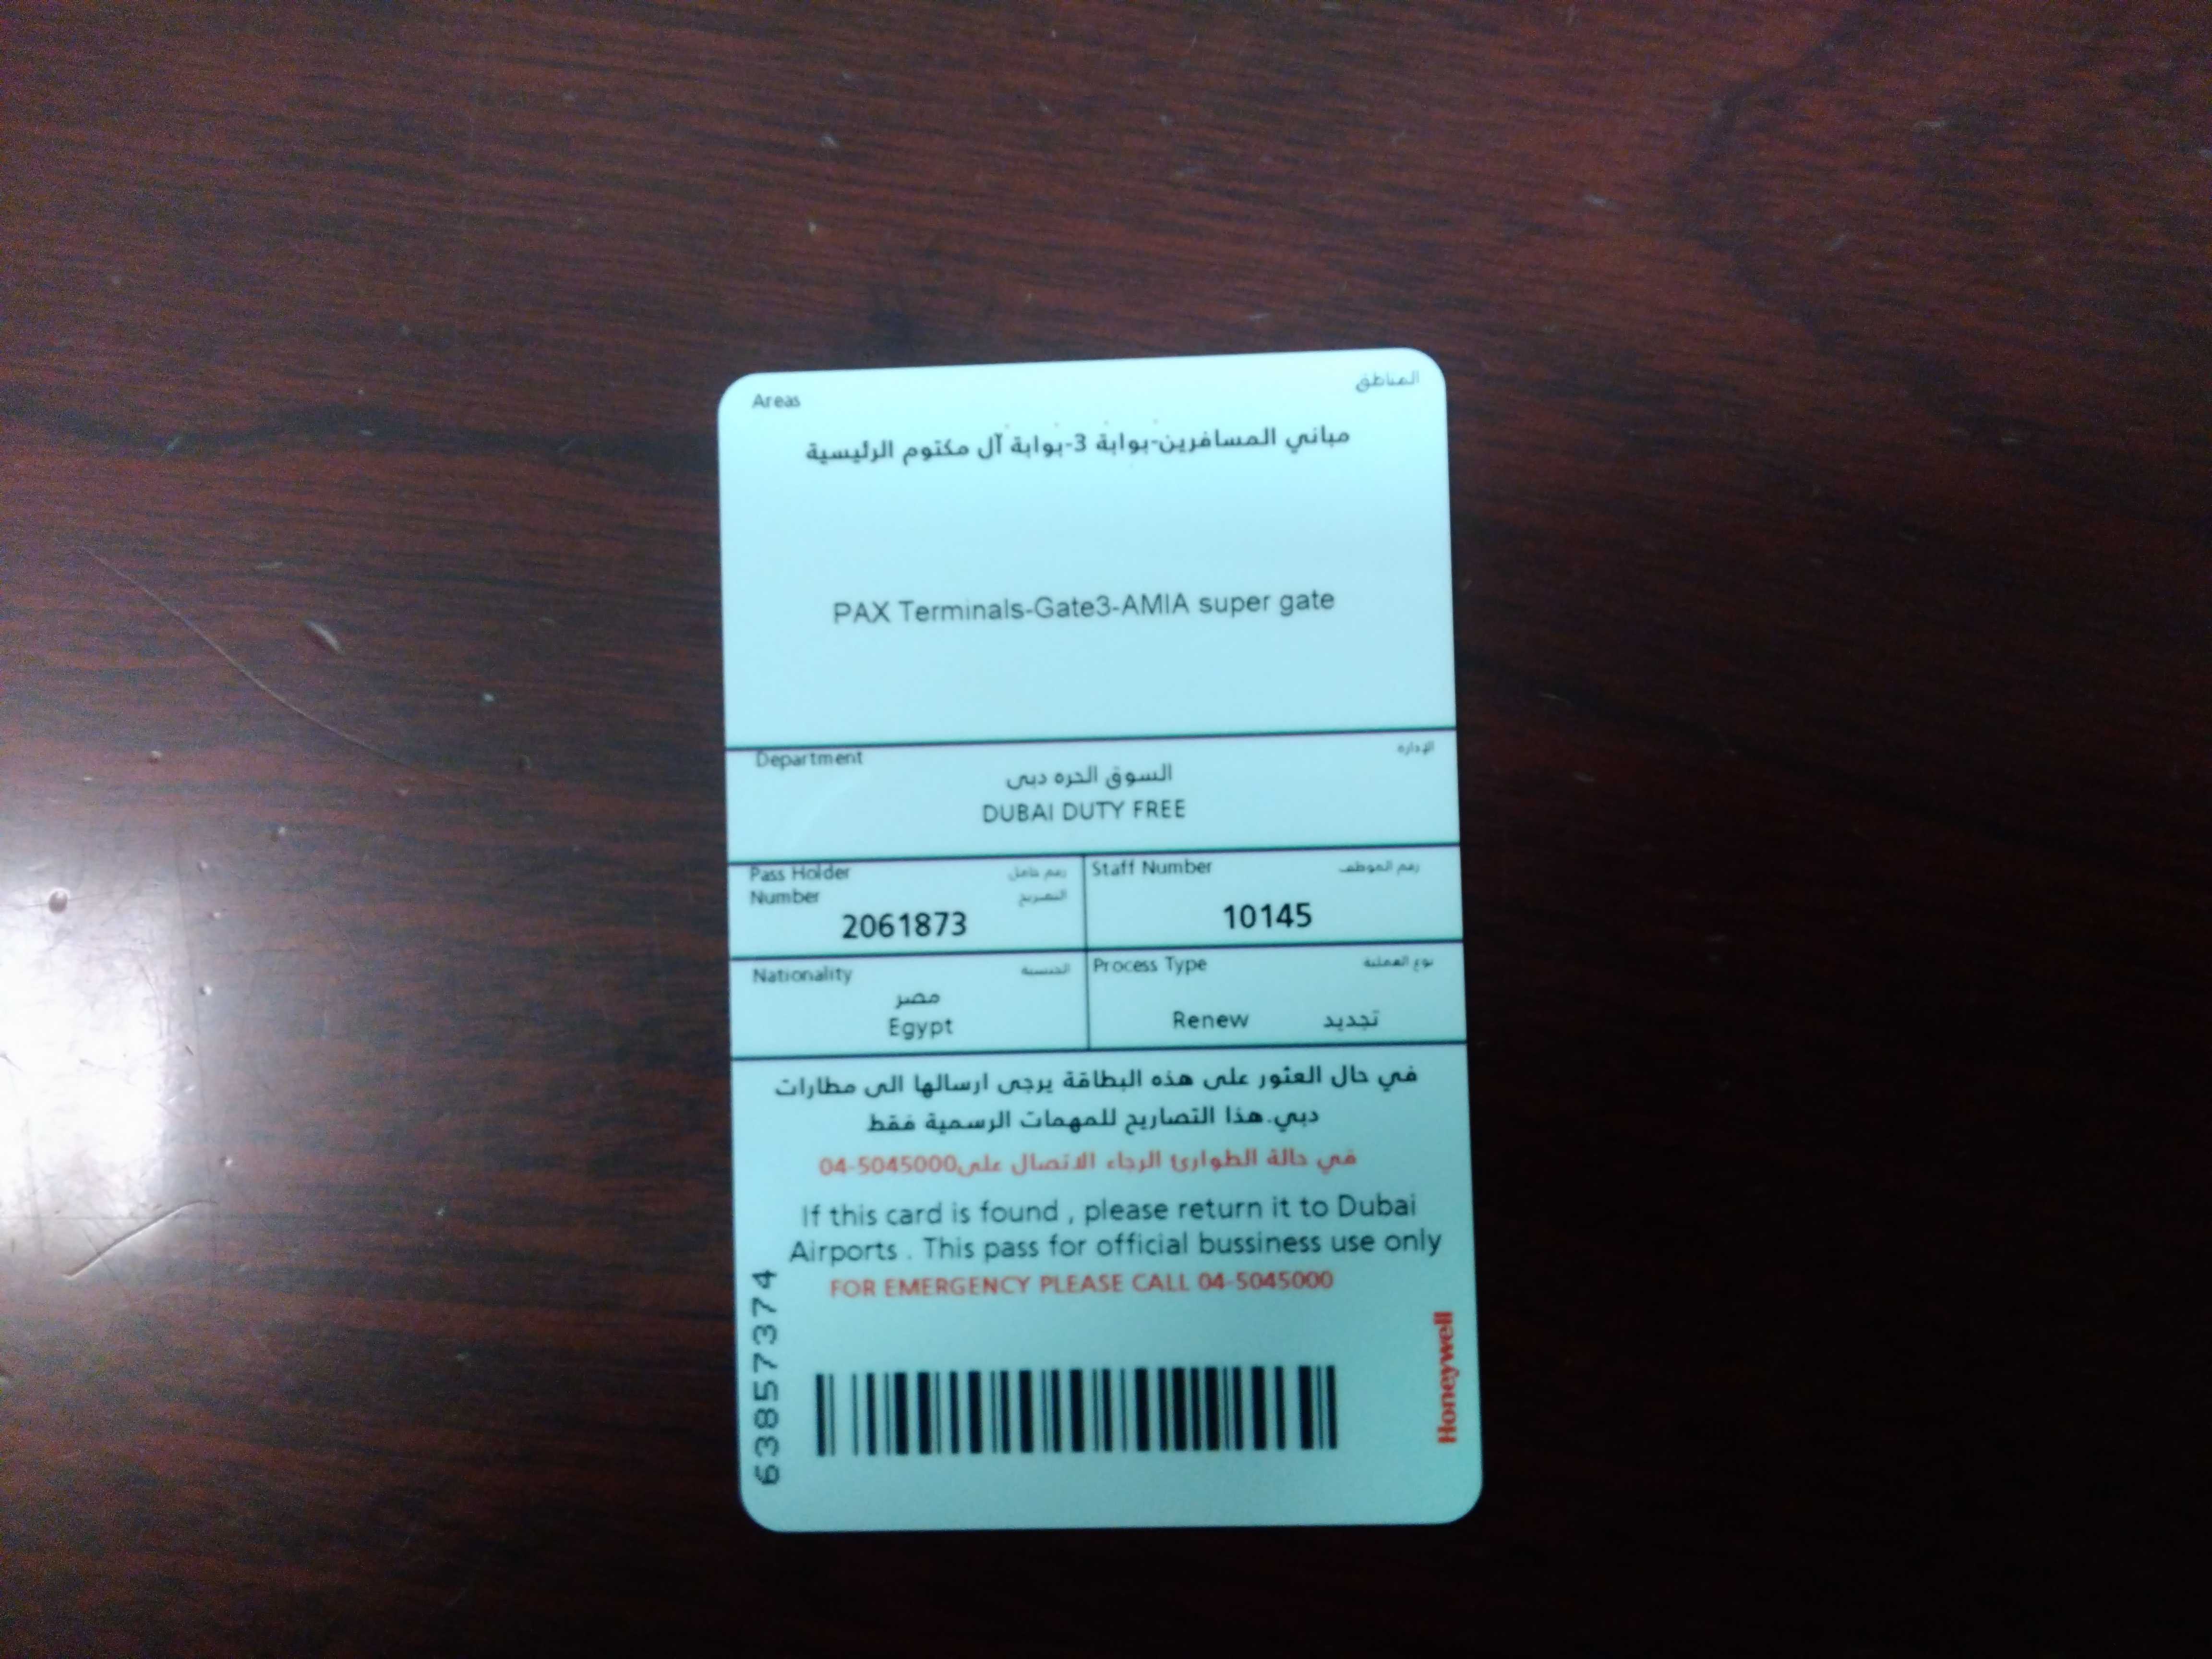 Areas المناطق
مباني المسافرين-بوابة 3-بوابة آل مكتوم الرئيسية
PAX Terminals-Gate3-AMIA super gate
Department الإدارة
السوق الحره دبى
DUBAI DUTY FREE
Pass Holder رقم حامل
Number التصريح
2061873
Staff Number رقم الموظف
10145
Nationality الجنسية
مصر
Egypt
Process Type نوع العملية
Renew تجديد
في حال العثور على هذه البطاقة يرجى ارسالها الى مطارات
دبي.هذا التصاريح للمهمات الرسمية فقط
في حالة الطوارئ الرجاء الاتصال على04-5045000
If this card is found , please return it to Dubai
Airports . This pass for official bussiness use only
FOR EMERGENCY PLEASE CALL 04-5045000
63857374
Honeywell